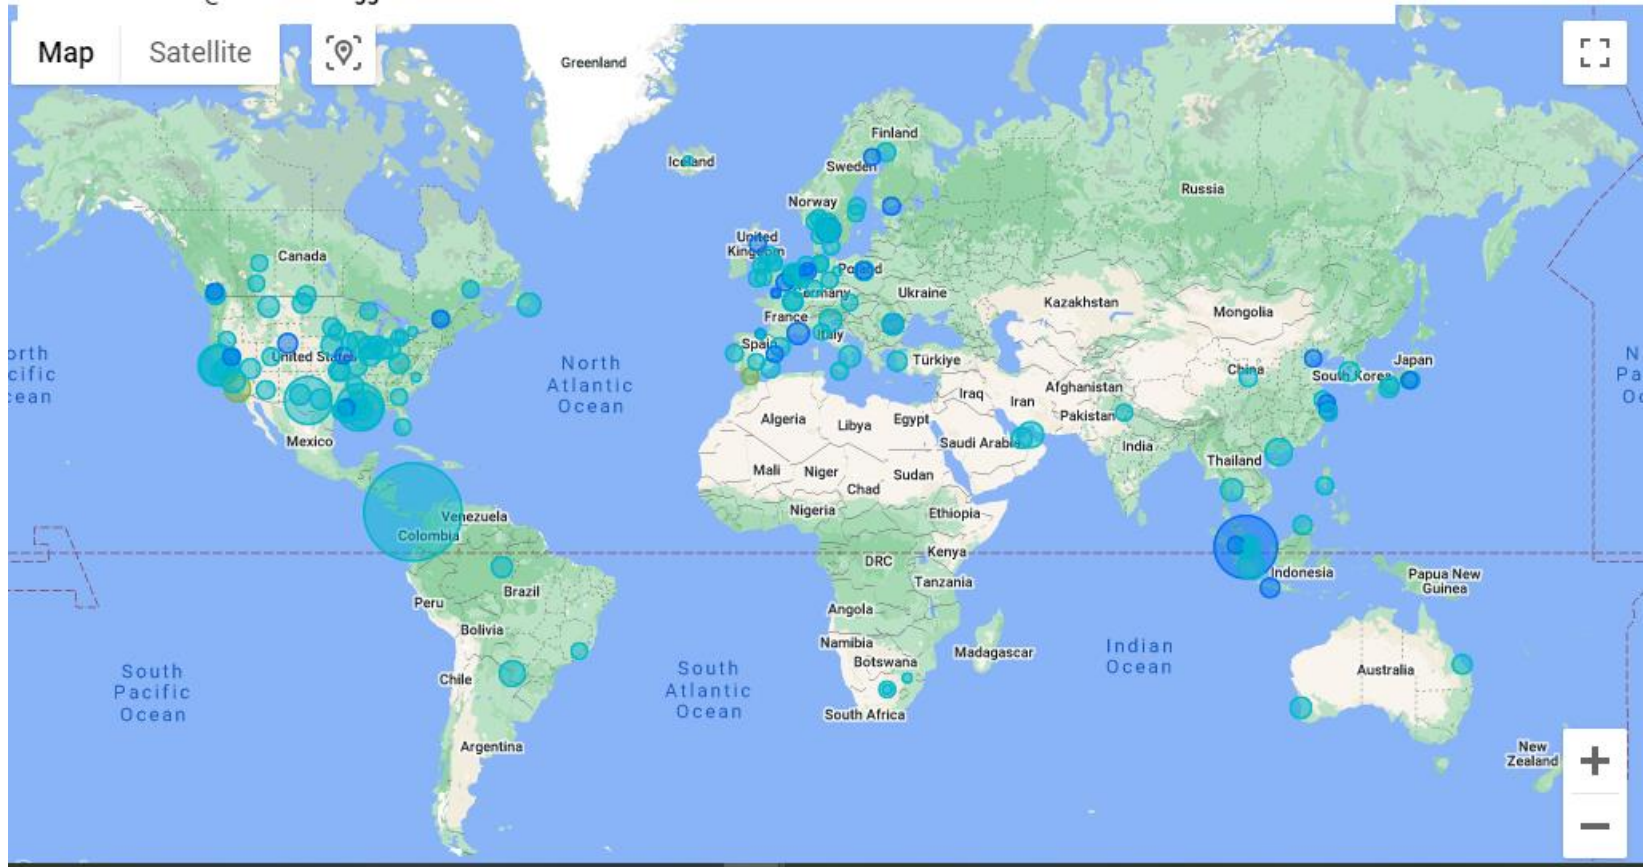 Map
Satellite
Greenland
Iceland
Finland
Sweden
Norway
Russia
Canada
United
Kingdom
Poland
Germany
Ukraine
Kazakhstan
Mongolia
France
Italy
Spain
Türkiye
United States
North
Atlantic
Ocean
China
South Korea
Japan
Iraq
Iran
Afghanistan
Pakistan
Algeria
Libya
Egypt
Saudi Arabia
India
Mexico
Thailand
Mali
Niger
Chad
Sudan
Nigeria
Ethiopia
Venezuela
Colombia
DRC
Kenya
Tanzania
Indonesia
Papua New
Guinea
Peru
Brazil
Bolivia
Angola
Namibia
Botswana
Madagascar
Indian
Ocean
Australia
South
Pacific
Ocean
Chile
South
Atlantic
Ocean
South Africa
Argentina
New
Zealand